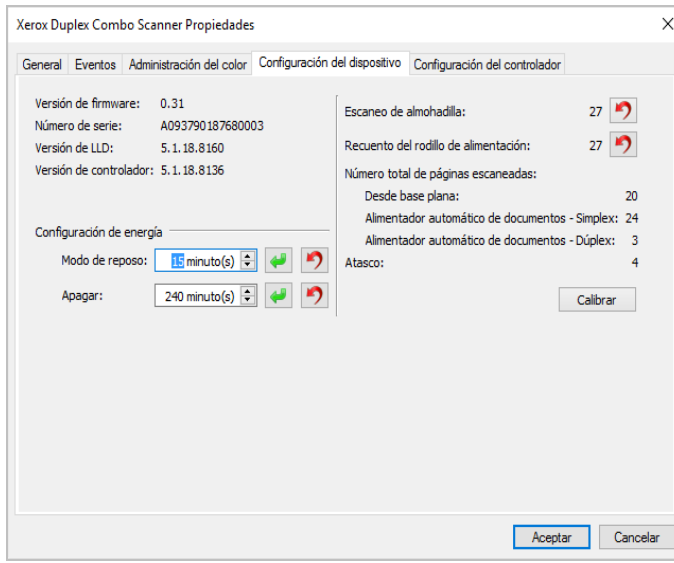 Xerox Duplex Combo Scanner Propiedades
General Eventos Administración del color Configuración del dispositivo Configuración del controlador
Versión de firmware: 0.31
Número de serie: A093790187680003
Versión de LLD: 5.1.18.8160
Versión de controlador: 5.1.18.8136
Configuración de energía
Modo de reposo: 15 minuto(s)
Apagar: 240 minuto(s)
Escaneo de almohadilla: 27
Recuento del rodillo de alimentación: 27
Número total de páginas escaneadas:
Desde base plana: 20
Alimentador automático de documentos - Simplex: 24
Alimentador automático de documentos - Dúplex: 3
Atasco: 4
Calibrar
Aceptar Cancelar